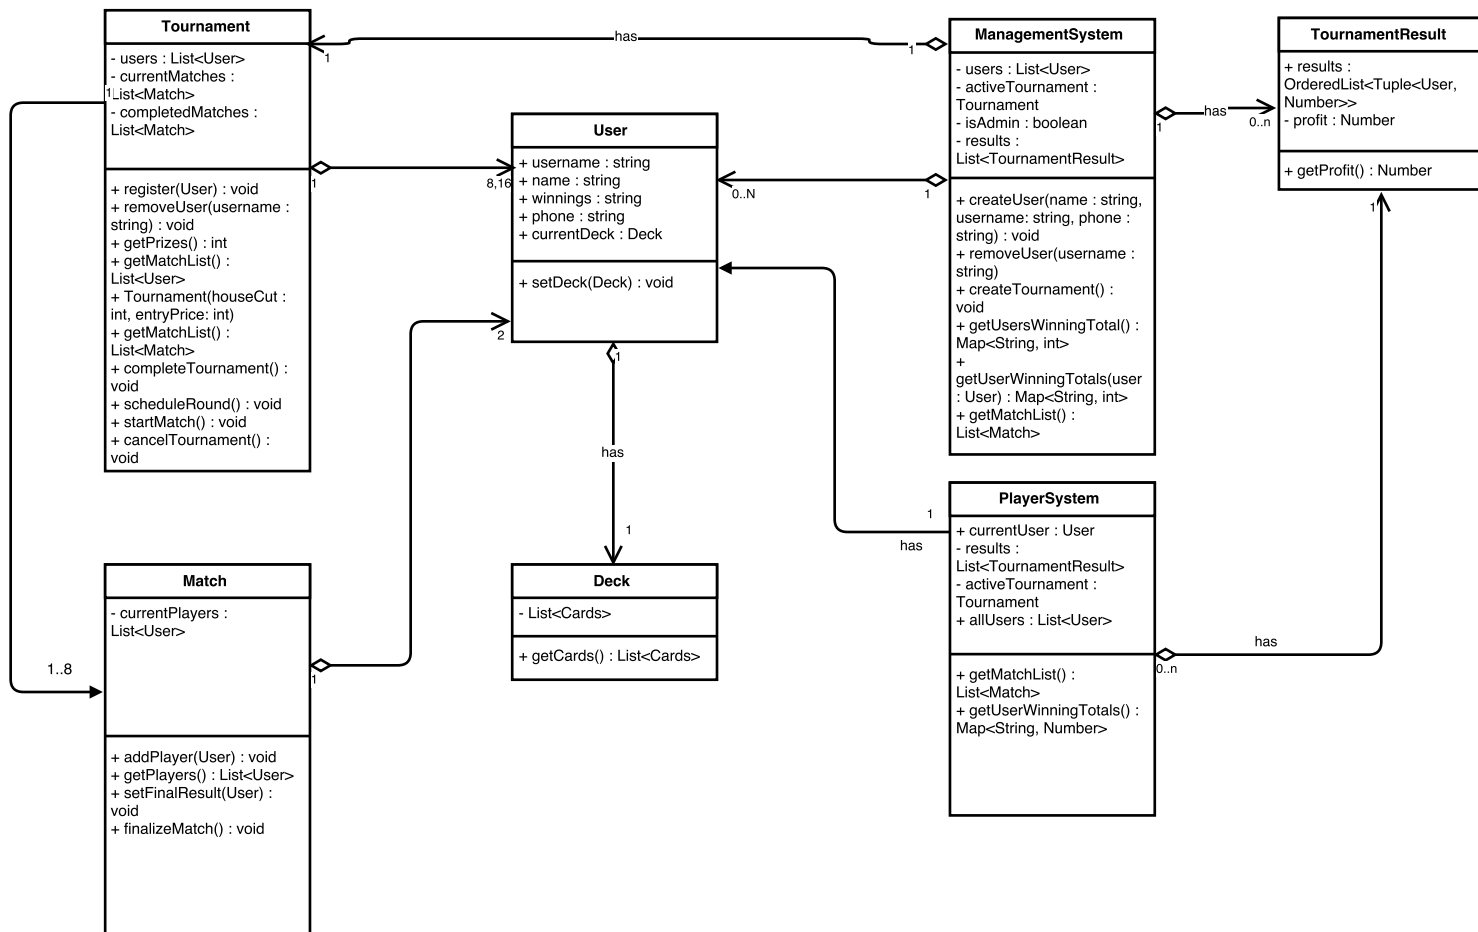 Tournament
- users : List<User>
- currentMatches :
List<Match>
- completedMatches :
List<Match>
+ register(User) : void
+ removeUser(username :
string) : void
+ getPrizes() : int
+ getMatchList() :
List<User>
+ Tournament(houseCut :
int, entryPrice: int)
+ getMatchList() :
List<Match>
+ completeTournament() :
void
+ scheduleRound() : void
+ startMatch() : void
+ cancelTournament() :
void
1
1
has
1
1
ManagementSystem
- users : List<User>
- activeTournament :
Tournament
- isAdmin : boolean
- results :
List<TournamentResult>
+ createUser(name : string,
username: string, phone :
string) : void
+ removeUser(username :
string)
+ createTournament() :
void
+ getUsersWinningTotal() :
Map<String, int>
+
getUserWinningTotals(user
: User) : Map<String, int>
+ getMatchList() :
List<Match>
1
has
0..n
TournamentResult
+ results :
OrderedList<Tuple<User,
Number>>
- profit : Number
+ getProfit() : Number
1
User
+ username : string
+ name : string
+ winnings : string
+ phone : string
+ currentDeck : Deck
+ setDeck(Deck) : void
8,16
0..N
1
2
1
has
1
Deck
- List<Cards>
+ getCards() : List<Cards>
PlayerSystem
+ currentUser : User
- results :
List<TournamentResult>
- activeTournament :
Tournament
+ allUsers : List<User>
+ getMatchList() :
List<Match>
+ getUserWinningTotals() :
Map<String, Number>
1
has
0..n
has
Match
- currentPlayers :
List<User>
+ addPlayer(User) : void
+ getPlayers() : List<User>
+ setFinalResult(User) :
void
+ finalizeMatch() : void
1..8
1